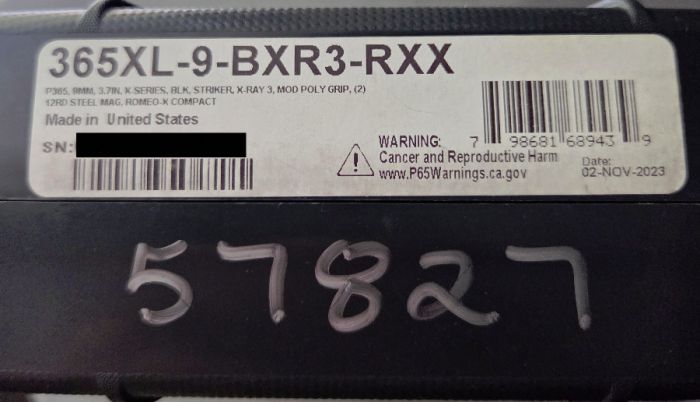 365XL-9-BXR3-RXX
P365, 9MM, 3.7IN, X-SERIES, BLK, STRIKER, X-RAY 3, MOD POLY GRIP, (2)
12RD STEEL MAG, ROMEO-X COMPACT
Made in United States
SN:
WARNING:
Cancer and Reproductive Harm
www.P65Warnings.ca.gov
7 98681 68943 9
Date:
02-NOV-2023
57827